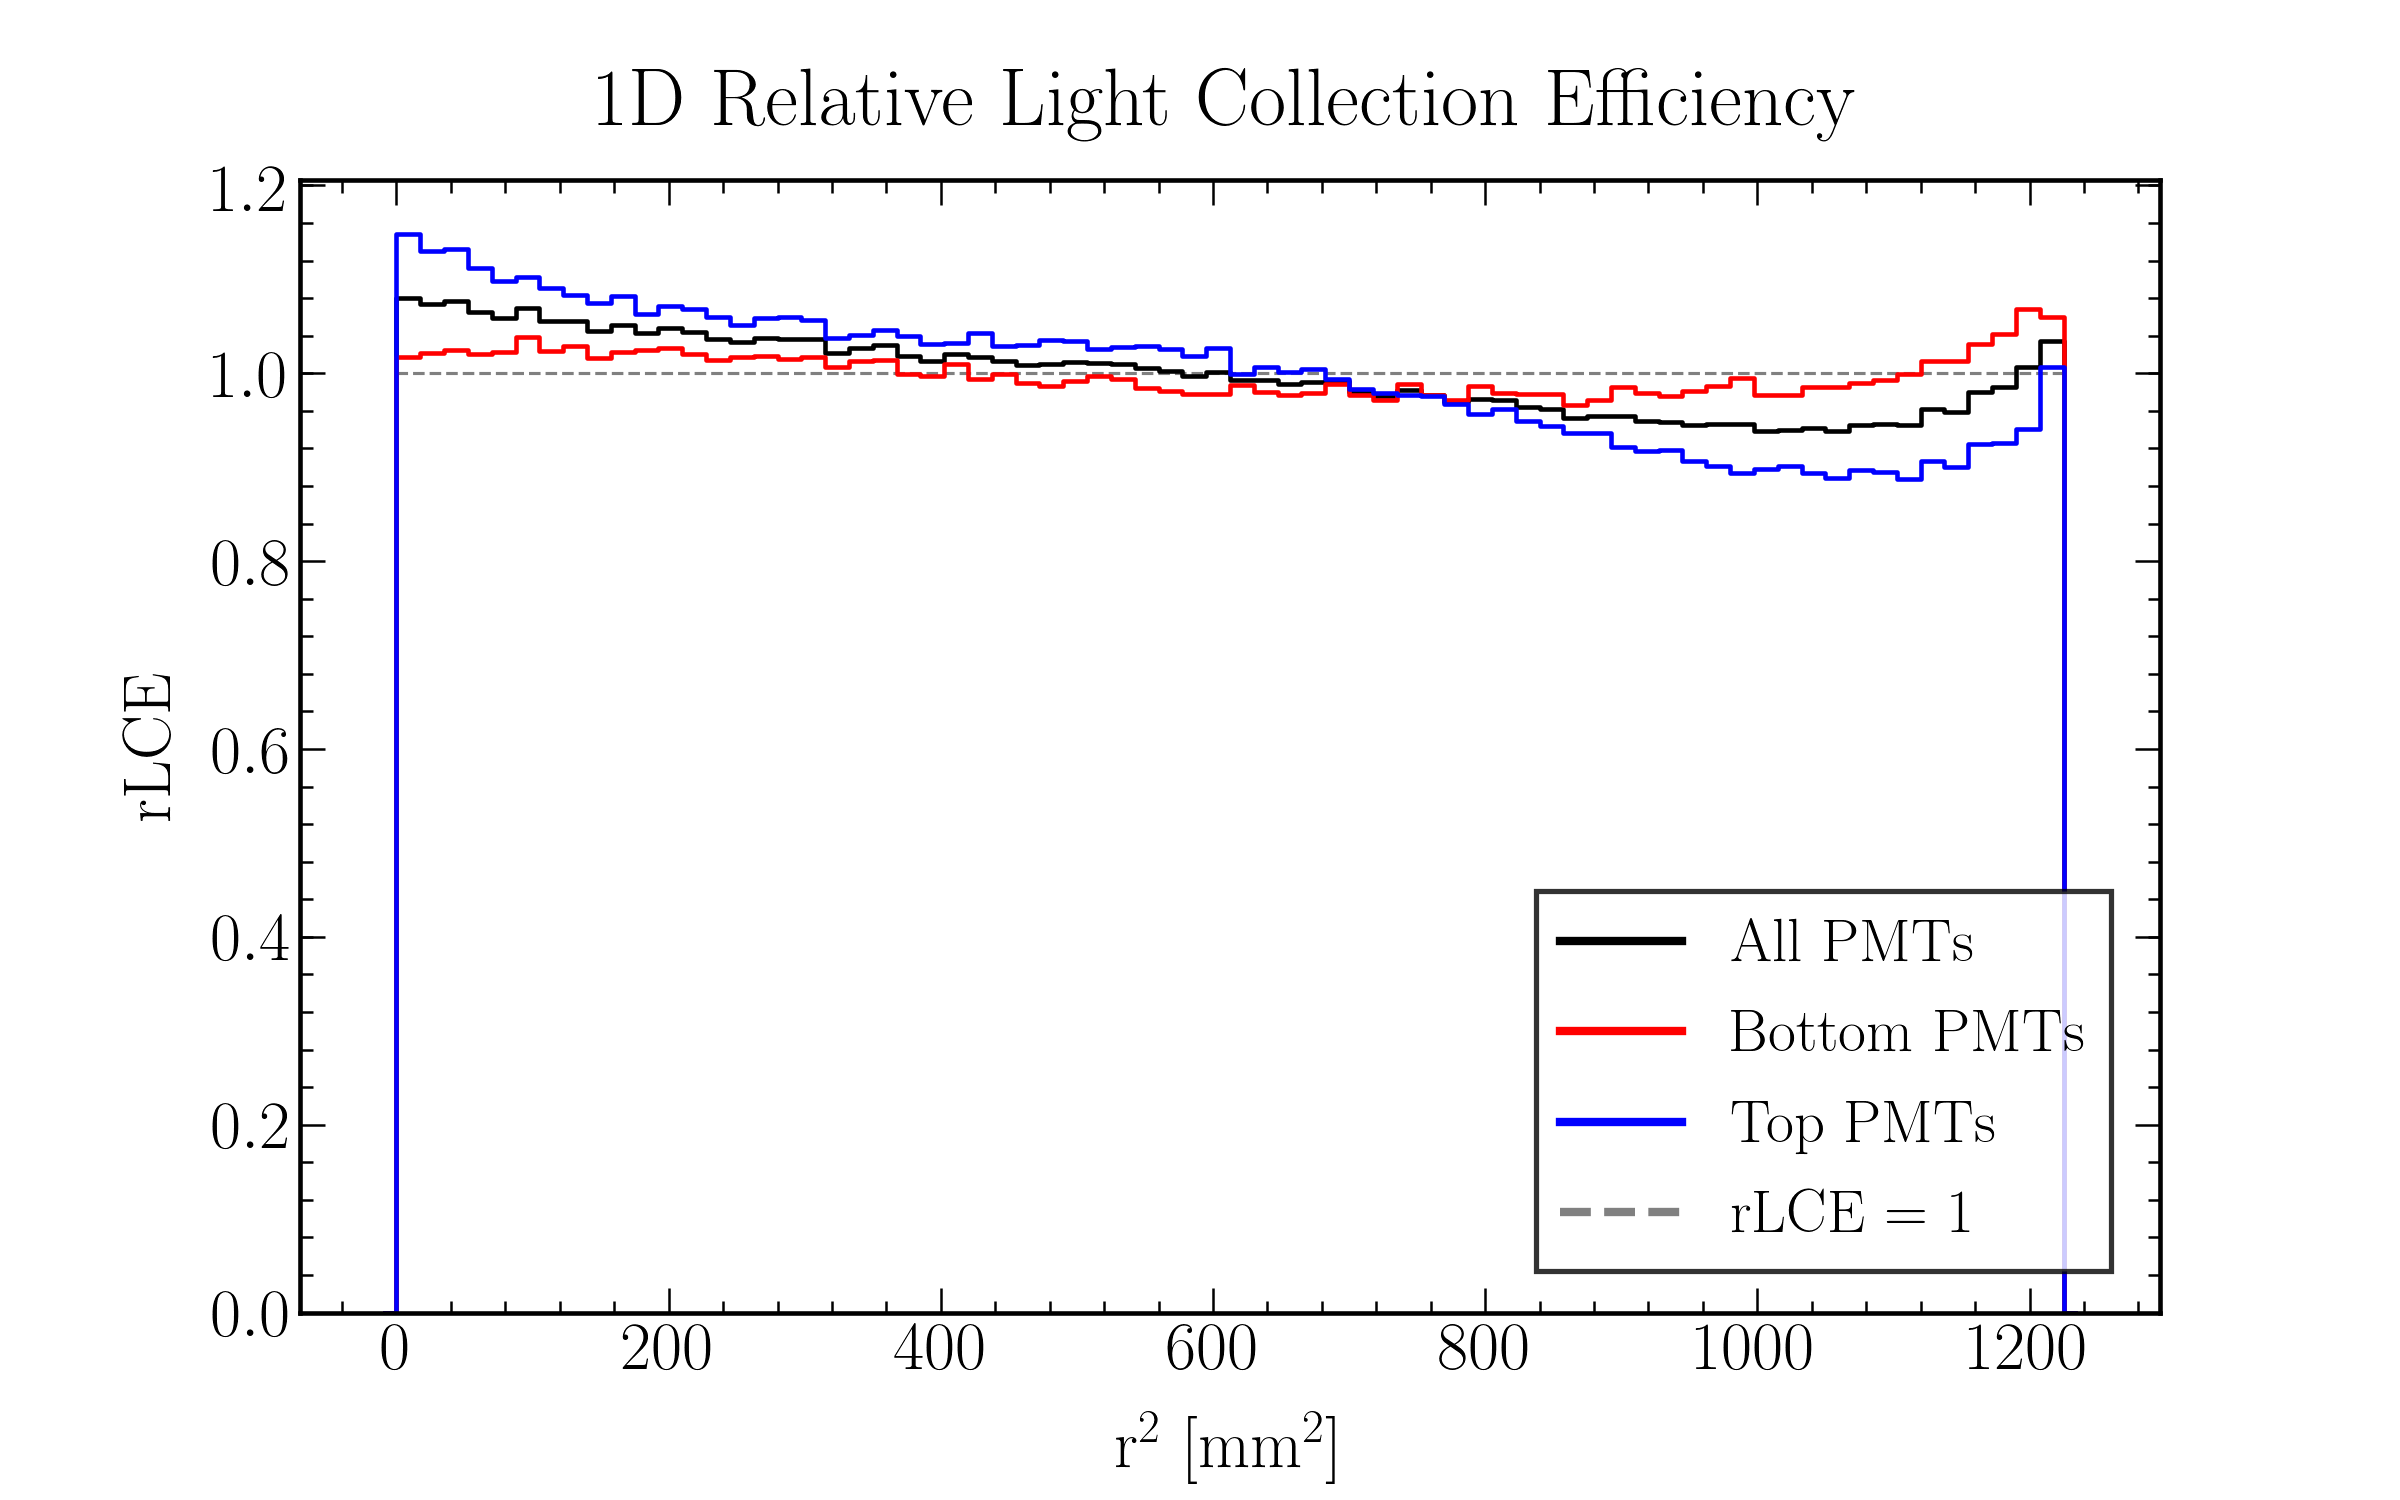 1D Relative Light Collection Efficiency
1.2
1.0
0.8
0.6
0.4
0.2
0.0
rLCE
All PMTs
Bottom PMTs
Top PMTs
rLCE = 1
0 200 400 600 800 1000 1200
r² [mm²]